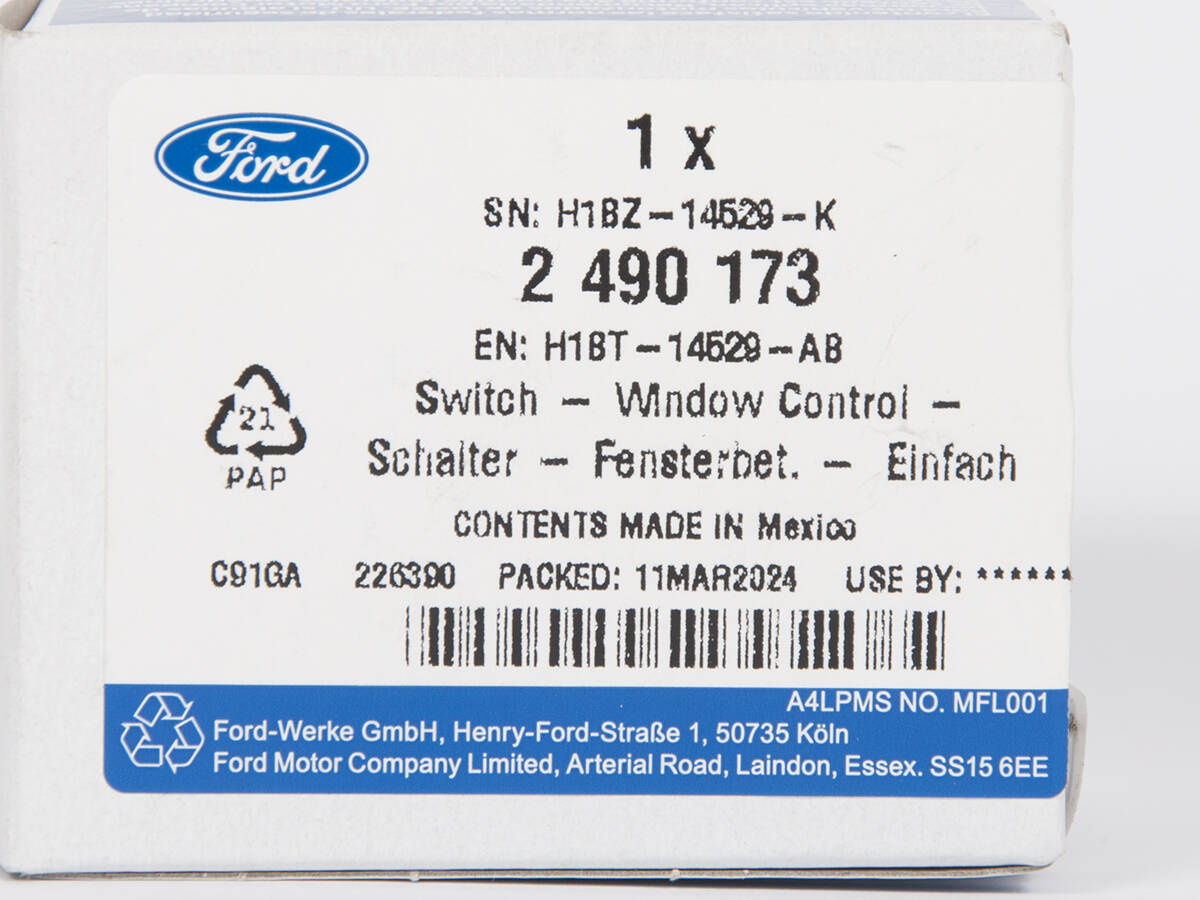 Ford
1 x
SN: H1BZ-14529-K
2 490 173
EN: H1BT-14529-AB
Switch - Window Control -
21
PAP
Schalter - Fensterbet. - Einfach
CONTENTS MADE IN Mexico
C91GA 226390 PACKED: 11MAR2024 USE BY: ******
A4LPMS NO. MFL001
Ford-Werke GmbH, Henry-Ford-Straße 1, 50735 Köln
Ford Motor Company Limited, Arterial Road, Laindon, Essex. SS15 6EE